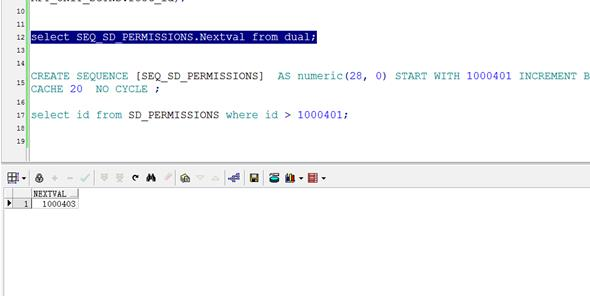 10
11
12 select SEQ_SD_PERMISSIONS.Nextval from dual;
13
14
15 CREATE SEQUENCE [SEQ_SD_PERMISSIONS]  AS numeric(28, 0) START WITH 1000401 INCREMENT B
CACHE 20  NO CYCLE ;
16
17 select id from SD_PERMISSIONS where id > 1000401;
18
19
NEXTVAL
1 1000403